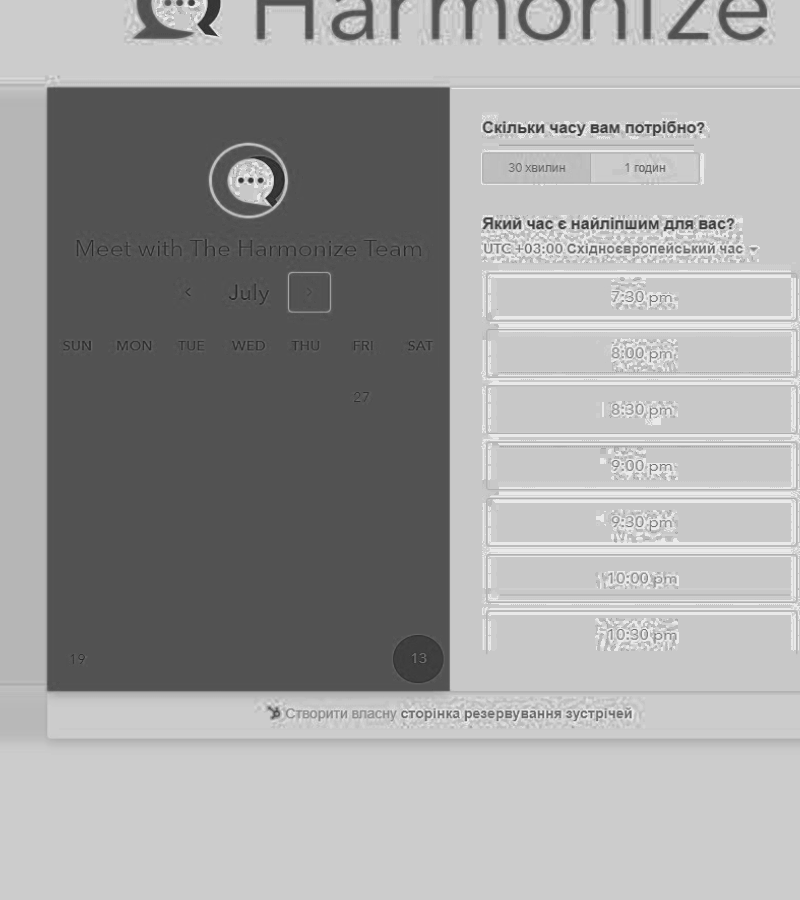 Harmonize
Meet with The Harmonize Team
< July >
SUN MON TUE WED THU FRI SAT
27
19 13
Скільки часу вам потрібно?
30 хвилин 1 годин
Який час є найліпшим для вас?
UTC +03:00 Східноєвропейський час
7:30 pm
8:00 pm
8:30 pm
9:00 pm
9:30 pm
10:00 pm
10:30 pm
Створити власну сторінка резервування зустрічей